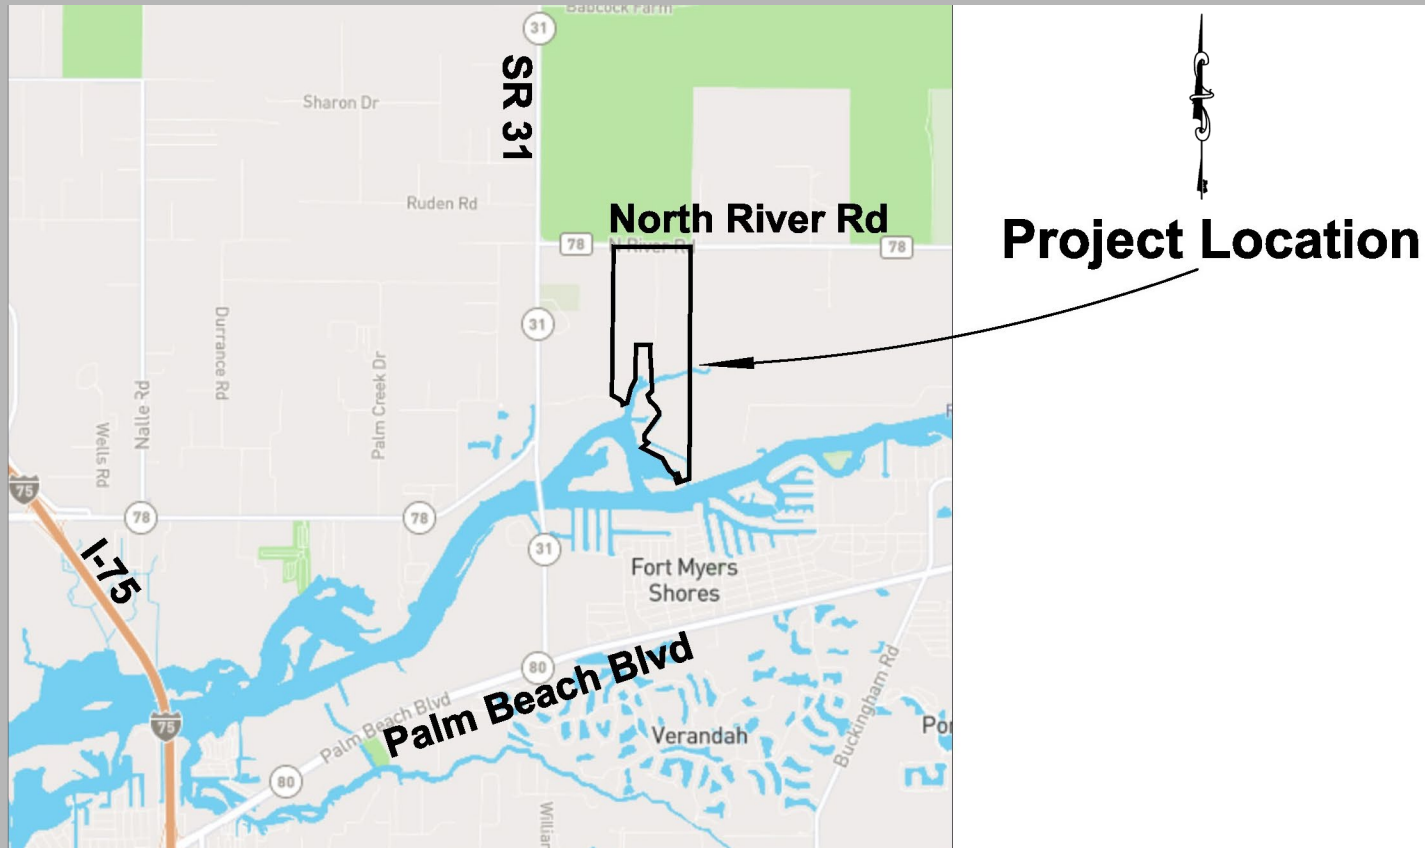 Babcock Farm
31
SR 31
Sharon Dr
Ruden Rd
North River Rd
78
N River Rd
78
Project Location
31
Durrance Rd
Palm Creek Dr
Nalle Rd
Wells Rd
75
78
78
I-75
31
Fort Myers
Shores
80
Palm Beach Blvd
Palm Beach Blvd
Buckingham Rd
75
Verandah
Por
80
Willia